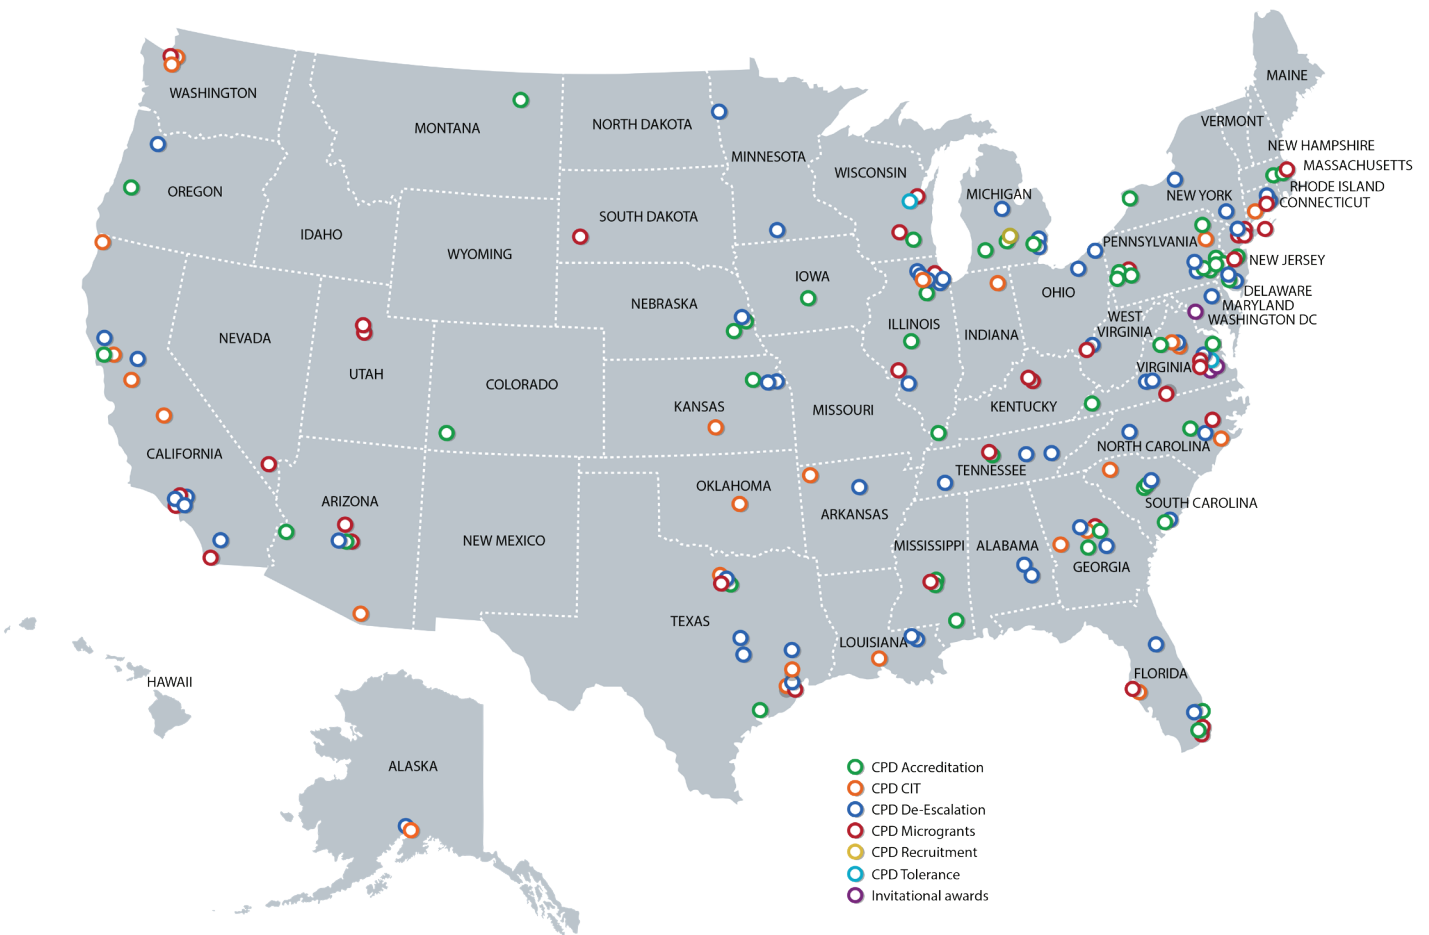 MAINE
WASHINGTON
VERMONT
MONTANA
NORTH DAKOTA
NEW HAMPSHIRE
MINNESOTA
MASSACHUSETTS
WISCONSIN
RHODE ISLAND
OREGON
MICHIGAN
NEW YORK
CONNECTICUT
SOUTH DAKOTA
IDAHO
PENNSYLVANIA
WYOMING
NEW JERSEY
IOWA
OHIO
DELAWARE
NEBRASKA
MARYLAND
WEST
VIRGINIA
WASHINGTON DC
ILLINOIS
NEVADA
INDIANA
UTAH
VIRGINIA
COLORADO
KANSAS
MISSOURI
KENTUCKY
CALIFORNIA
NORTH CAROLINA
TENNESSEE
OKLAHOMA
ARIZONA
SOUTH CAROLINA
ARKANSAS
NEW MEXICO
MISSISSIPPI
ALABAMA
GEORGIA
TEXAS
LOUISIANA
FLORIDA
HAWAII
ALASKA
CPD Accreditation
CPD CIT
CPD De-Escalation
CPD Microgrants
CPD Recruitment
CPD Tolerance
Invitational awards